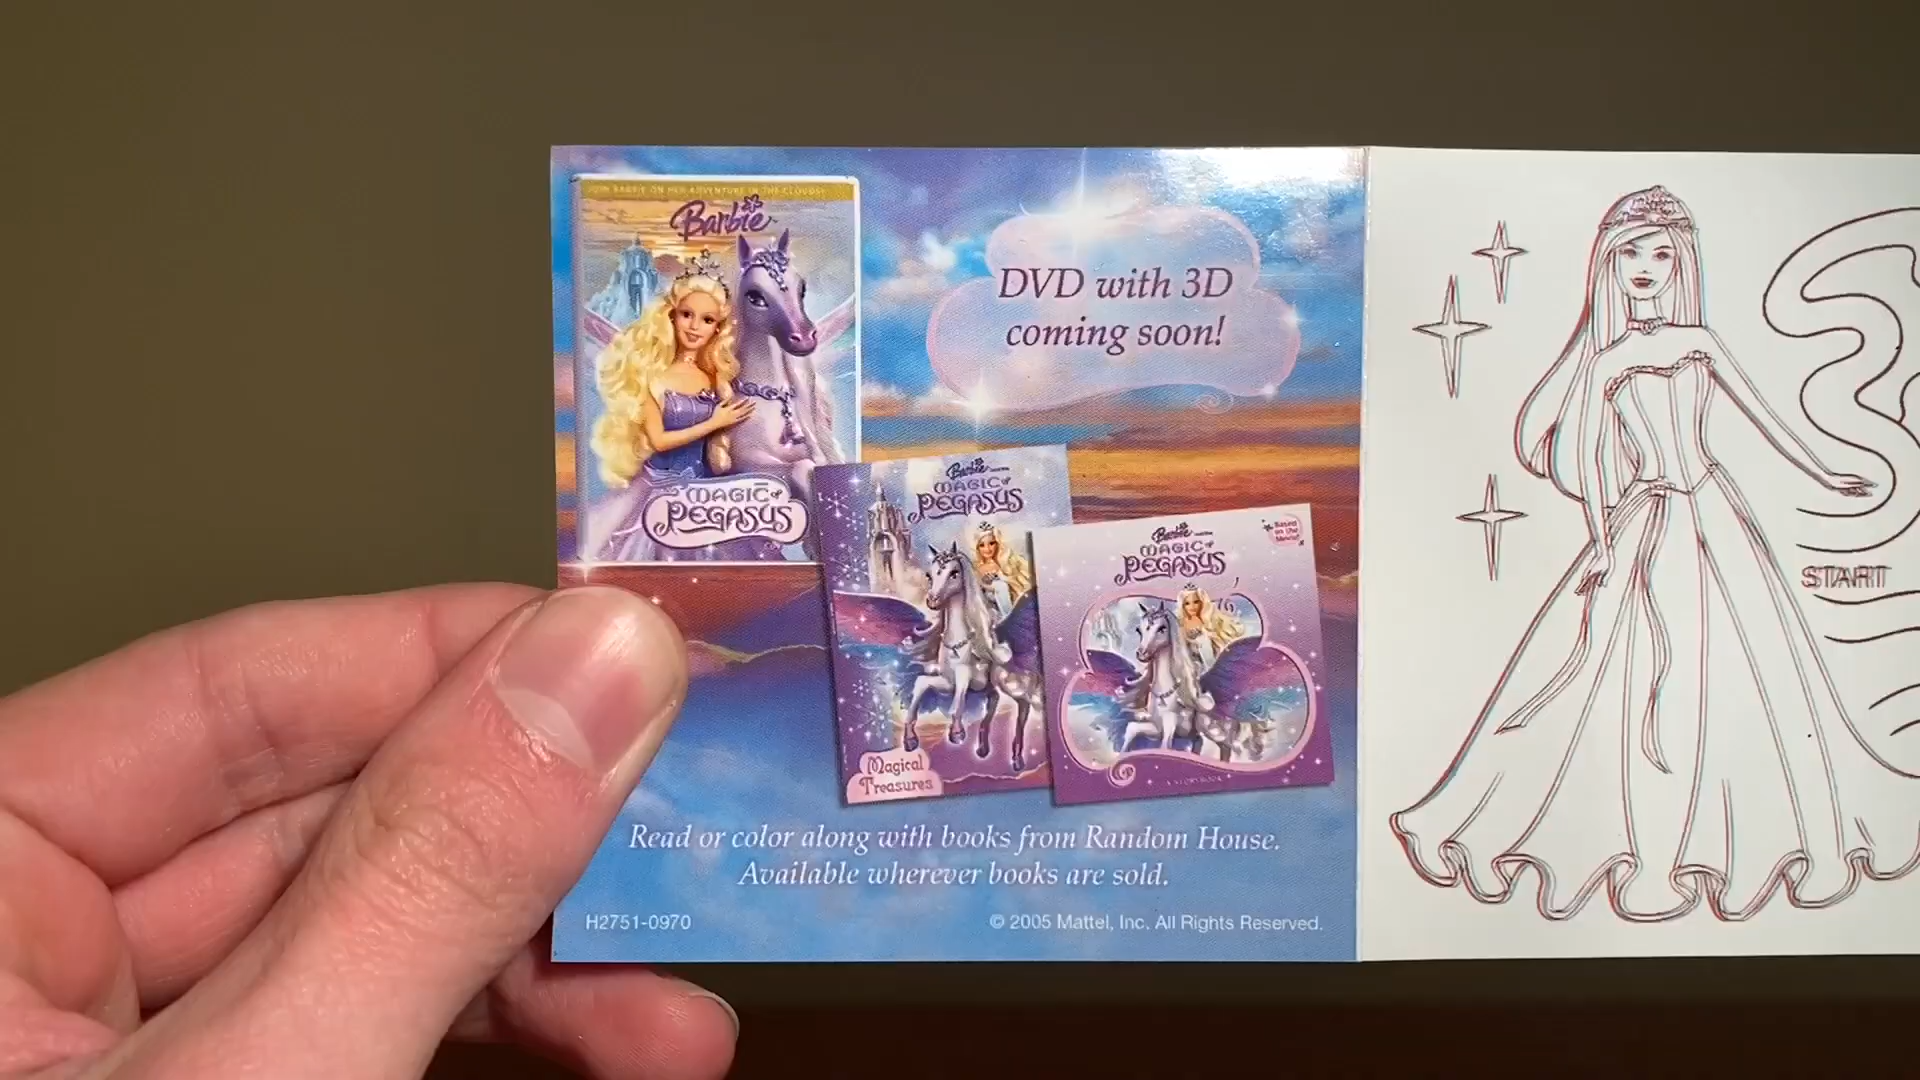 JOIN BARBIE ON HER ADVENTURE IN THE CLOUDS!
Barbie
MAGIC of
PEGASUS
DVD with 3D
coming soon!
Barbie
MAGIC of
PEGASUS
Magical
Treasures
Barbie
MAGIC of
PEGASUS
Based
on the
Movie!
A STORYBOOK
Read or color along with books from Random House.
Available wherever books are sold.
H2751-0970
© 2005 Mattel, Inc. All Rights Reserved.
START